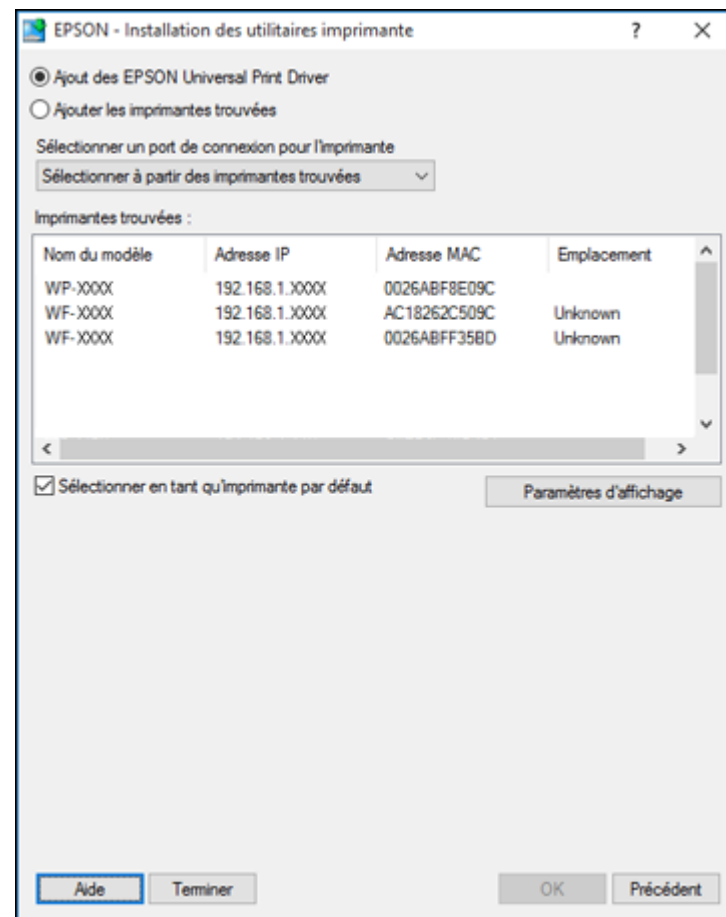 EPSON - Installation des utilitaires imprimante ?
Ajout des EPSON Universal Print Driver
Ajouter les imprimantes trouvées
Sélectionner un port de connexion pour l'imprimante
Sélectionner à partir des imprimantes trouvées
Imprimantes trouvées :
Nom du modèle Adresse IP Adresse MAC Emplacement
WP-XXXX 192.168.1.XXXX 0026ABF8E09C
WF-XXXX 192.168.1.XXXX AC18262C509C Unknown
WF-XXXX 192.168.1.XXXX 0026ABFF35BD Unknown
Sélectionner en tant qu'imprimante par défaut Paramètres d'affichage
Aide Terminer OK Précédent